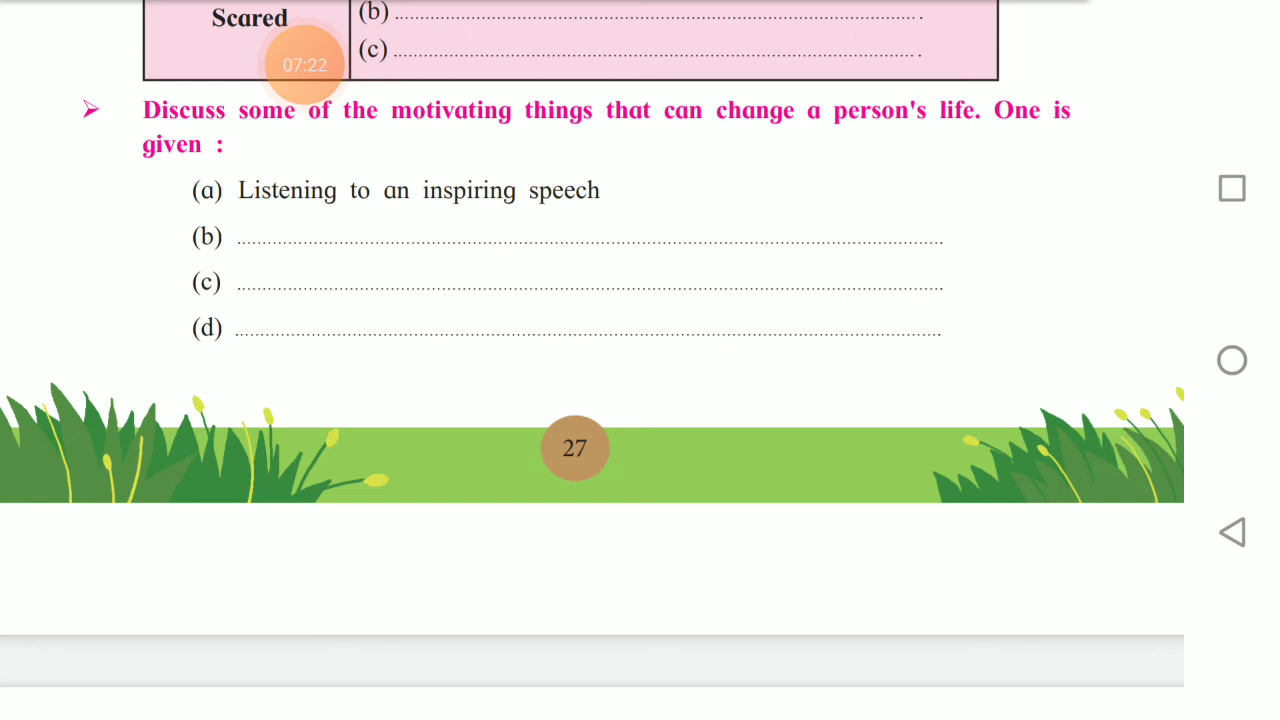 Scared
(b) ................................................................ .
(c) ................................................................ .
07:22
➢ Discuss some of the motivating things that can change a person's life. One is
given :
(a) Listening to an inspiring speech
(b) ................................................................
(c) ................................................................
(d) ................................................................
27